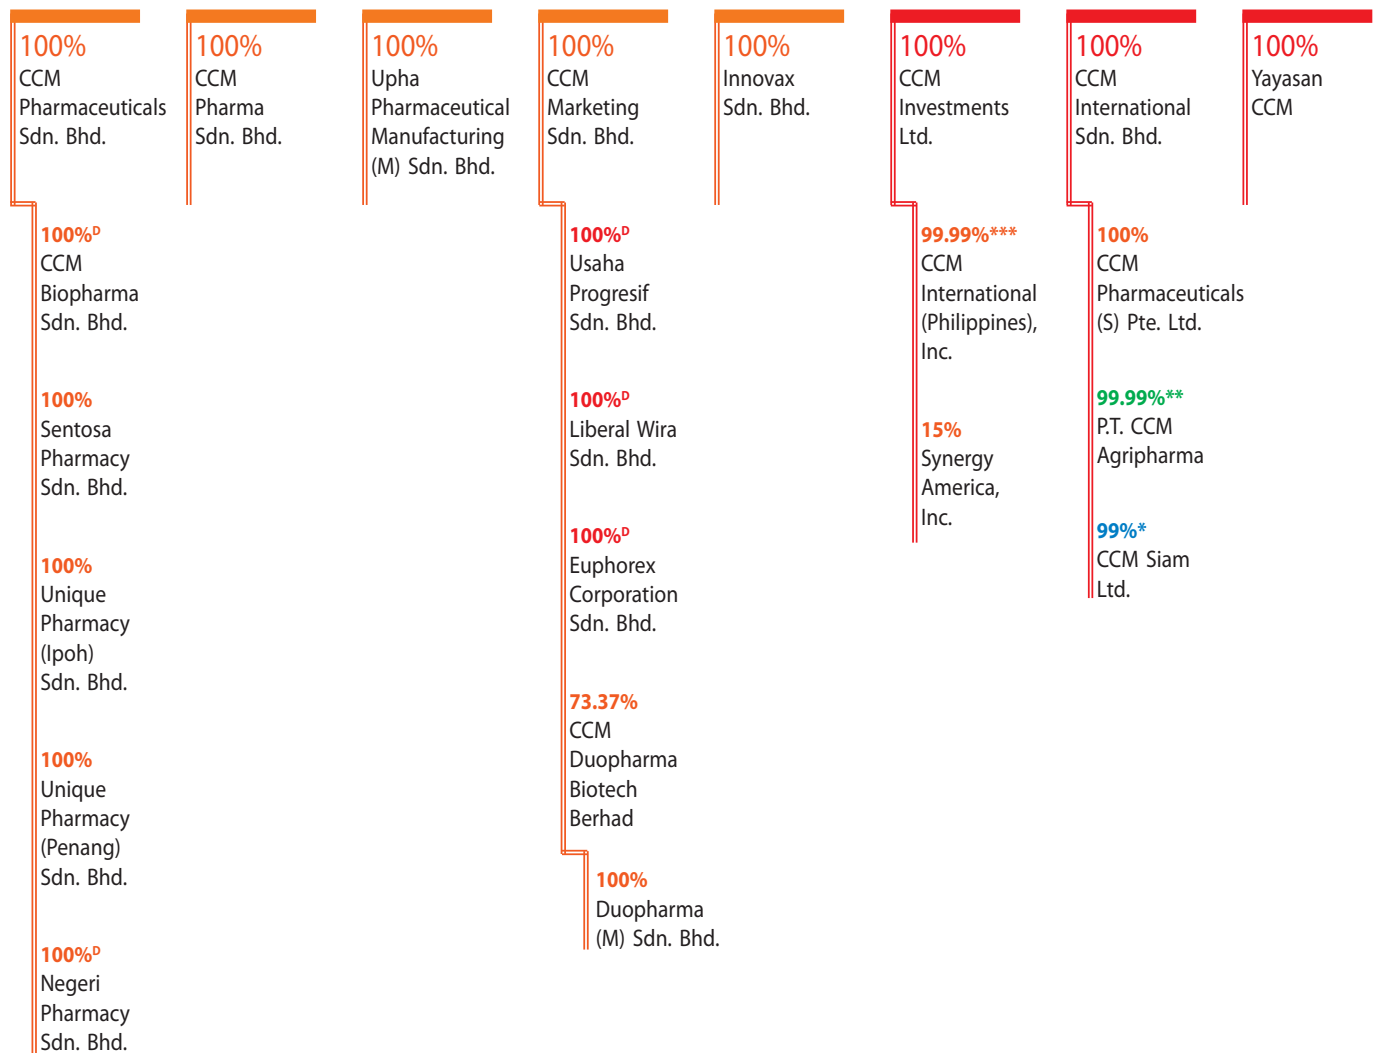 100%
CCM
Pharmaceuticals
Sdn. Bhd.
100%ᴰ
CCM
Biopharma
Sdn. Bhd.
100%
Sentosa
Pharmacy
Sdn. Bhd.
100%
Unique
Pharmacy
(Ipoh)
Sdn. Bhd.
100%
Unique
Pharmacy
(Penang)
Sdn. Bhd.
100%ᴰ
Negeri
Pharmacy
Sdn. Bhd.
100%
CCM
Pharma
Sdn. Bhd.
100%
Upha
Pharmaceutical
Manufacturing
(M) Sdn. Bhd.
100%
CCM
Marketing
Sdn. Bhd.
100%ᴰ
Usaha
Progresif
Sdn. Bhd.
100%ᴰ
Liberal Wira
Sdn. Bhd.
100%ᴰ
Euphorex
Corporation
Sdn. Bhd.
73.37%
CCM
Duopharma
Biotech
Berhad
100%
Duopharma
(M) Sdn. Bhd.
100%
Innovax
Sdn. Bhd.
100%
CCM
Investments
Ltd.
99.99%***
CCM
International
(Philippines),
Inc.
15%
Synergy
America,
Inc.
100%
CCM
International
Sdn. Bhd.
100%
CCM
Pharmaceuticals
(S) Pte. Ltd.
99.99%**
P.T. CCM
Agripharma
99%*
CCM Siam
Ltd.
100%
Yayasan
CCM